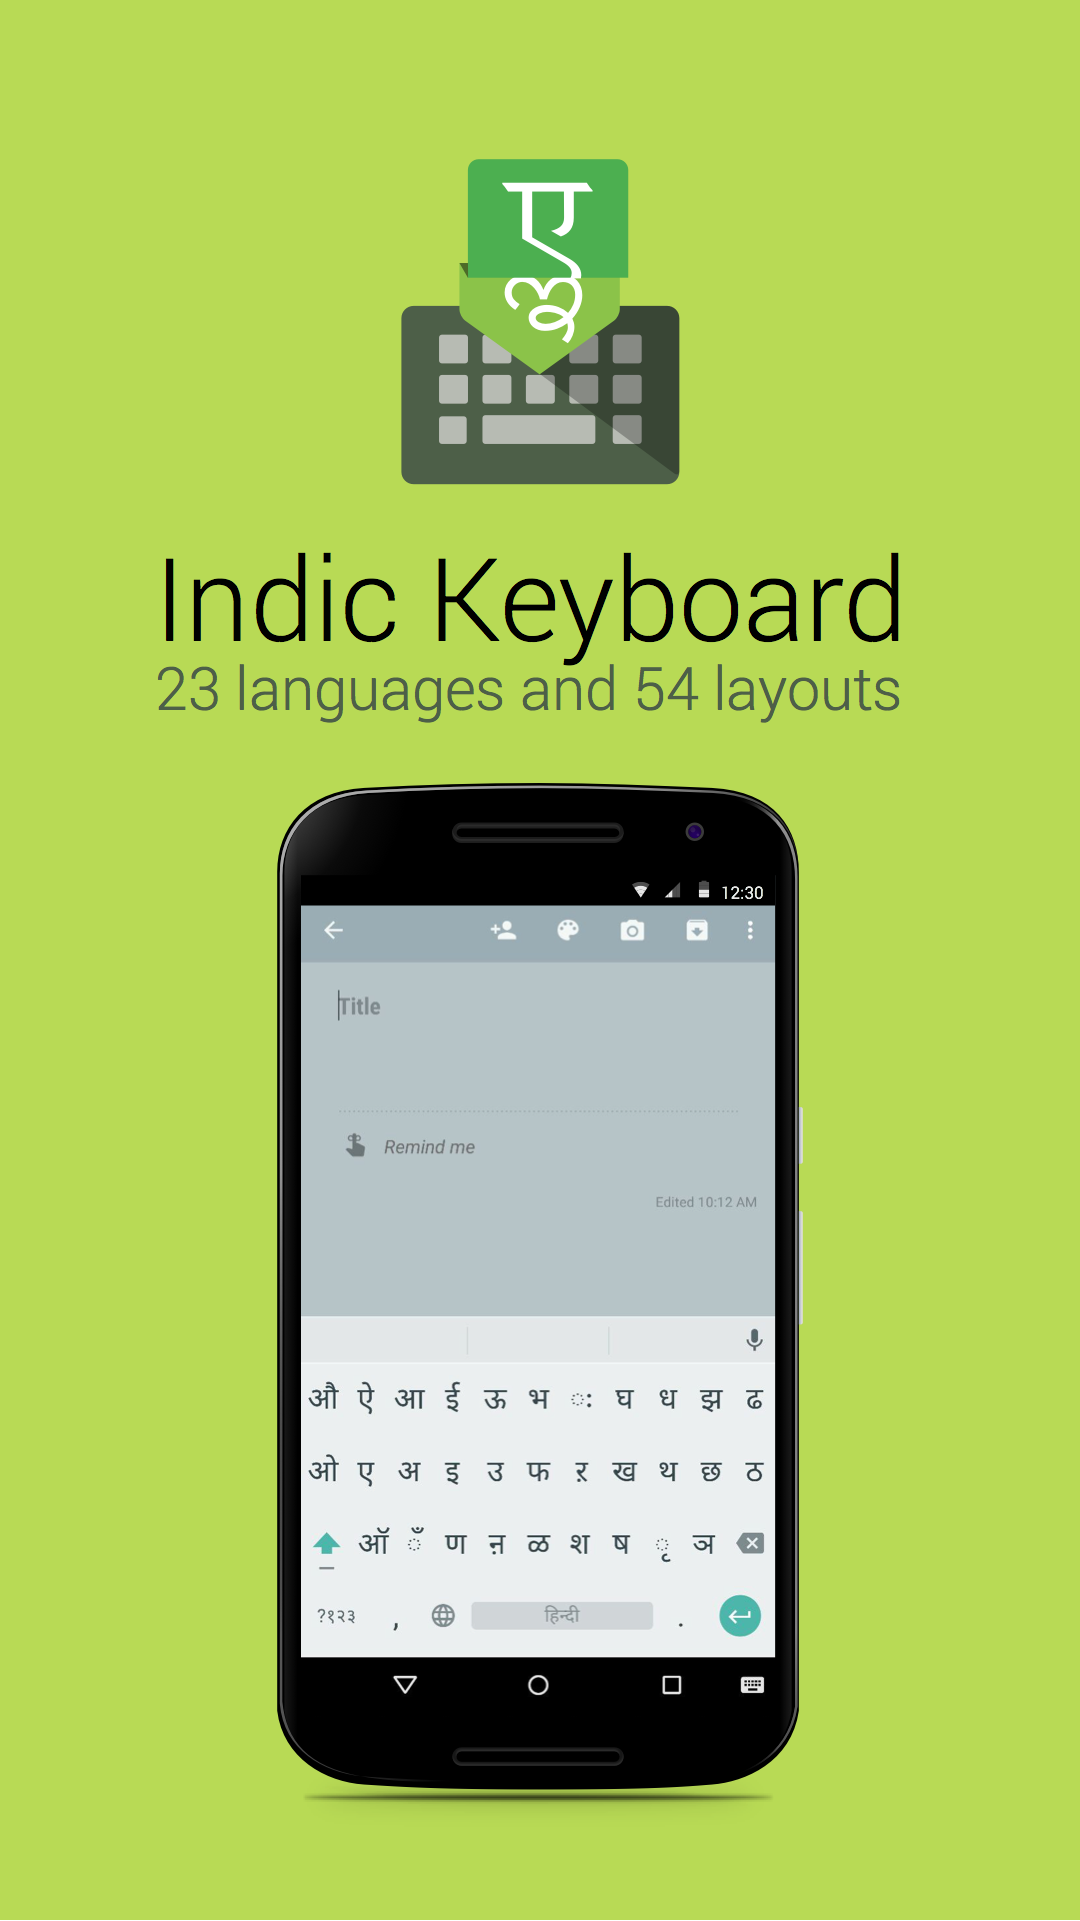 ए
Indic Keyboard
23 languages and 54 layouts
12:30
Title
Remind me
Edited 10:12 AM
औ ऐ आ ई ऊ भ ः घ ध झ ढ
ओ ए अ इ उ फ ऱ ख थ छ ठ
ऑ ँ ण ऩ ळ श ष ृ ञ
?१२३ , हिन्दी .